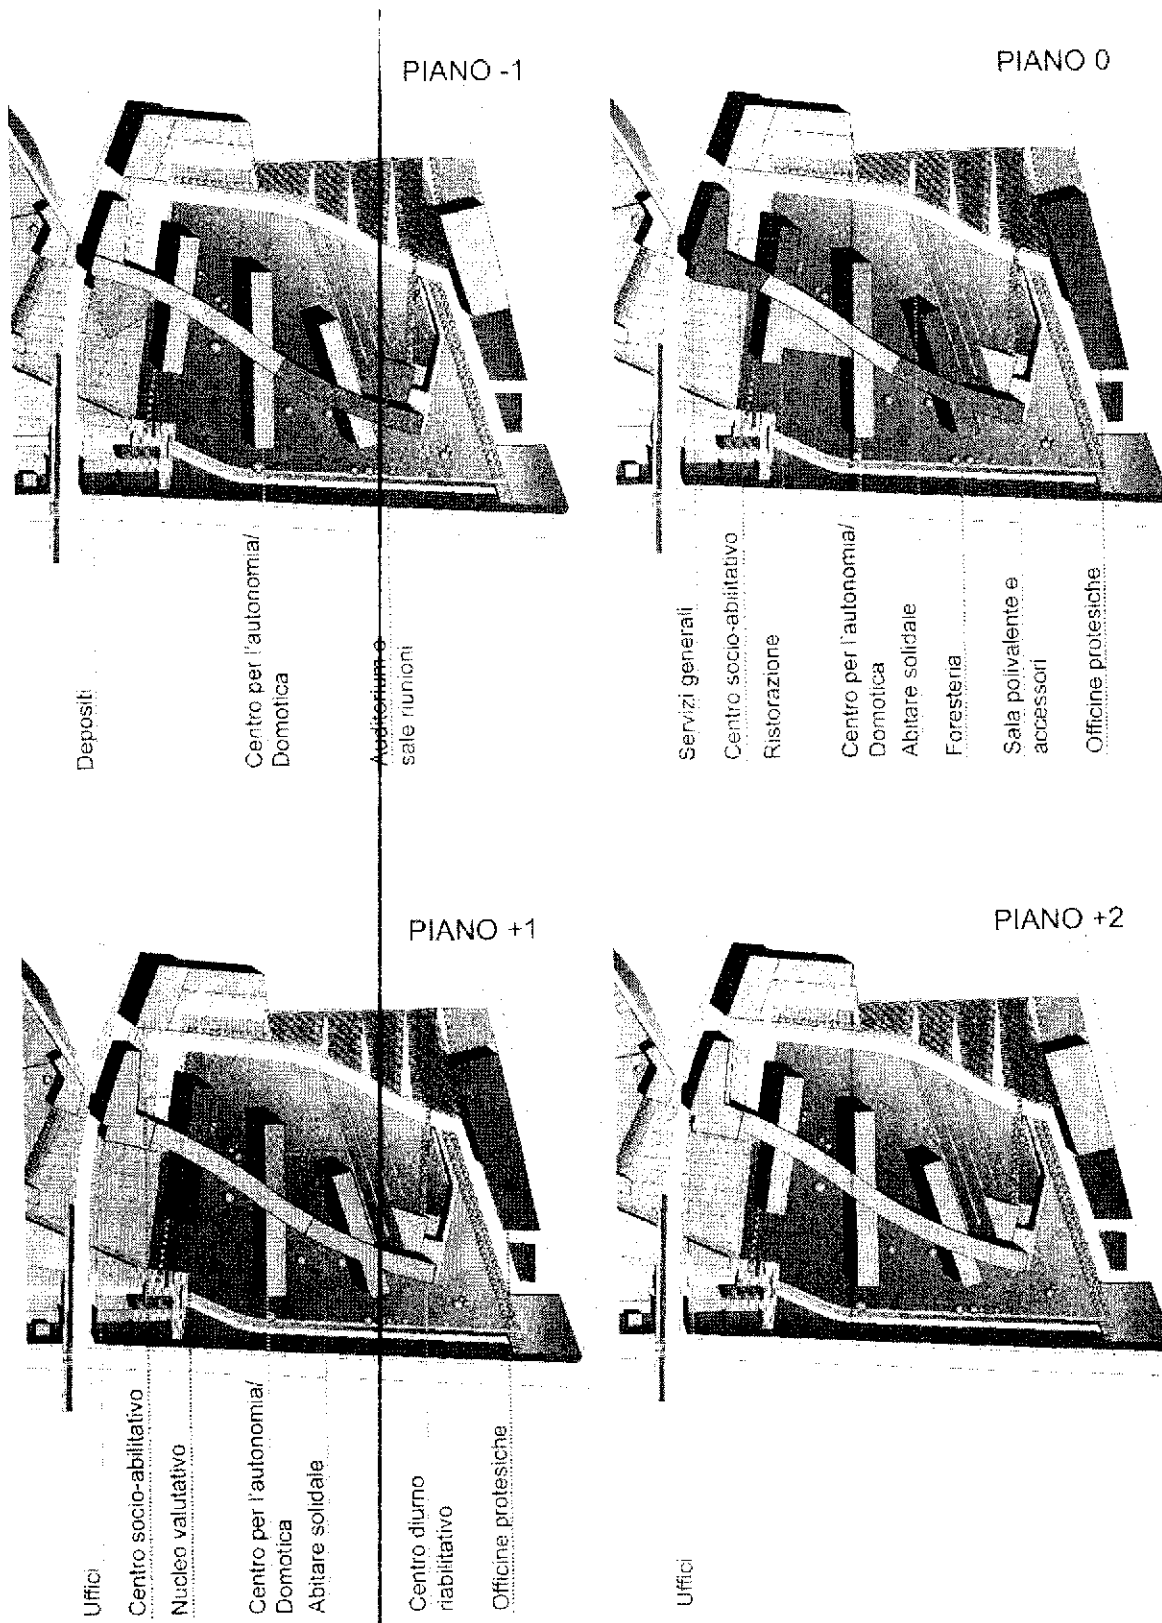 PIANO -1
Depositi
Centro per l'autonomia/
Domotica
Auditorium e
sale riunioni
PIANO 0
Servizi generali
Centro socio-abilitativo
Ristorazione
Centro per l'autonomia/
Domotica
Abitare solidale
Foresteria
Sala polivalente e
accessori
Officine protesiche
PIANO +1
Uffici
Centro socio-abilitativo
Nucleo valutativo
Centro per l'autonomia/
Domotica
Abitare solidale
Centro diurno
riabilitativo
Officine protesiche
PIANO +2
Uffici